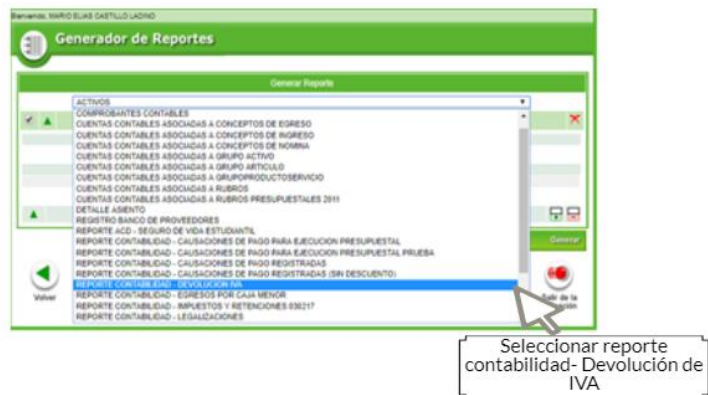 Bienvenido, MARIO ELIAS CASTILLO LADINO
Generador de Reportes
Generar Reporte
ACTIVOS
COMPROBANTES CONTABLES
CUENTAS CONTABLES ASOCIADAS A CONCEPTOS DE EGRESO
CUENTAS CONTABLES ASOCIADAS A CONCEPTOS DE INGRESO
CUENTAS CONTABLES ASOCIADAS A CONCEPTOS DE NOMINA
CUENTAS CONTABLES ASOCIADAS A GRUPO ACTIVO
CUENTAS CONTABLES ASOCIADAS A GRUPO ARTICULO
CUENTAS CONTABLES ASOCIADAS A GRUPOPRODUCTOSERVICIO
CUENTAS CONTABLES ASOCIADAS A RUBROS
CUENTAS CONTABLES ASOCIADAS A RUBROS PRESUPUESTALES 2011
DETALLE ASIENTO
REGISTRO BANCO DE PROVEEDORES
REPORTE ACD - SEGURO DE VIDA ESTUDIANTIL
REPORTE CONTABILIDAD - CAUSACIONES DE PAGO PARA EJECUCION PRESUPUESTAL
REPORTE CONTABILIDAD - CAUSACIONES DE PAGO PARA EJECUCION PRESUPUESTAL PRUEBA
REPORTE CONTABILIDAD - CAUSACIONES DE PAGO REGISTRADAS
REPORTE CONTABILIDAD - CAUSACIONES DE PAGO REGISTRADAS (SIN DESCUENTO)
REPORTE CONTABILIDAD - DEVOLUCION IVA
REPORTE CONTABILIDAD - EGRESOS POR CAJA MENOR
REPORTE CONTABILIDAD - IMPUESTOS Y RETENCIONES 030217
REPORTE CONTABILIDAD - LEGALIZACIONES
Generar
Volver
Salir de la
Seleccionar reporte
contabilidad- Devolución de
IVA